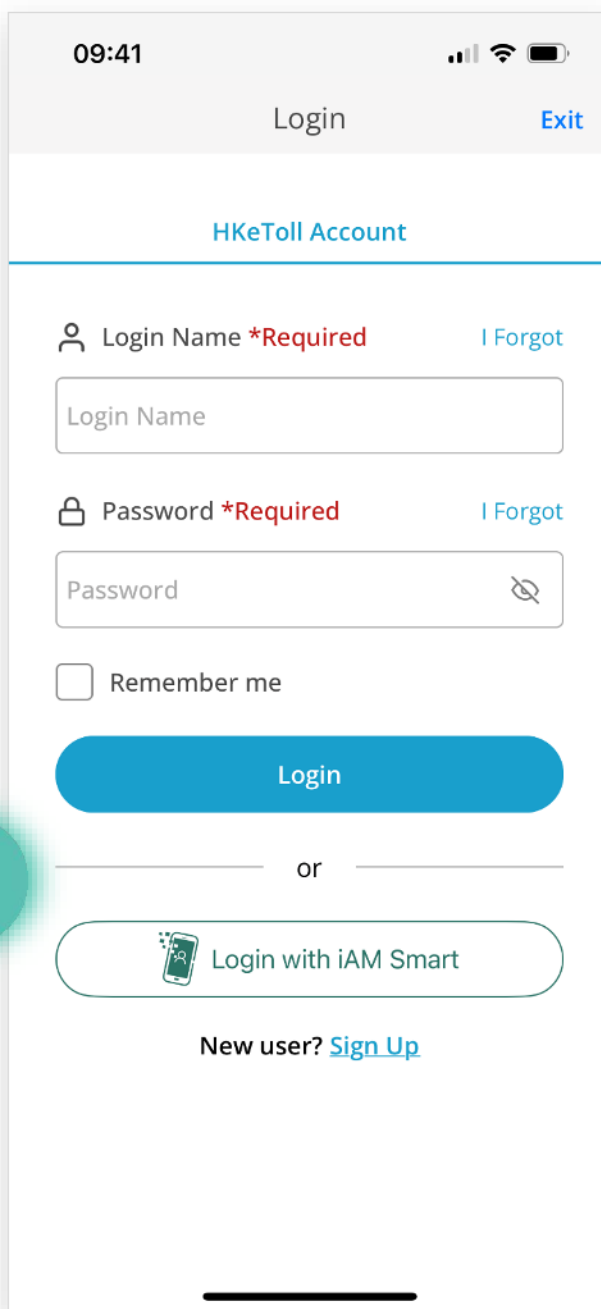 09:41
Login Exit
HKeToll Account
Login Name *Required I Forgot
Login Name
Password *Required I Forgot
Password
Remember me
Login
or
Login with iAM Smart
New user? Sign Up